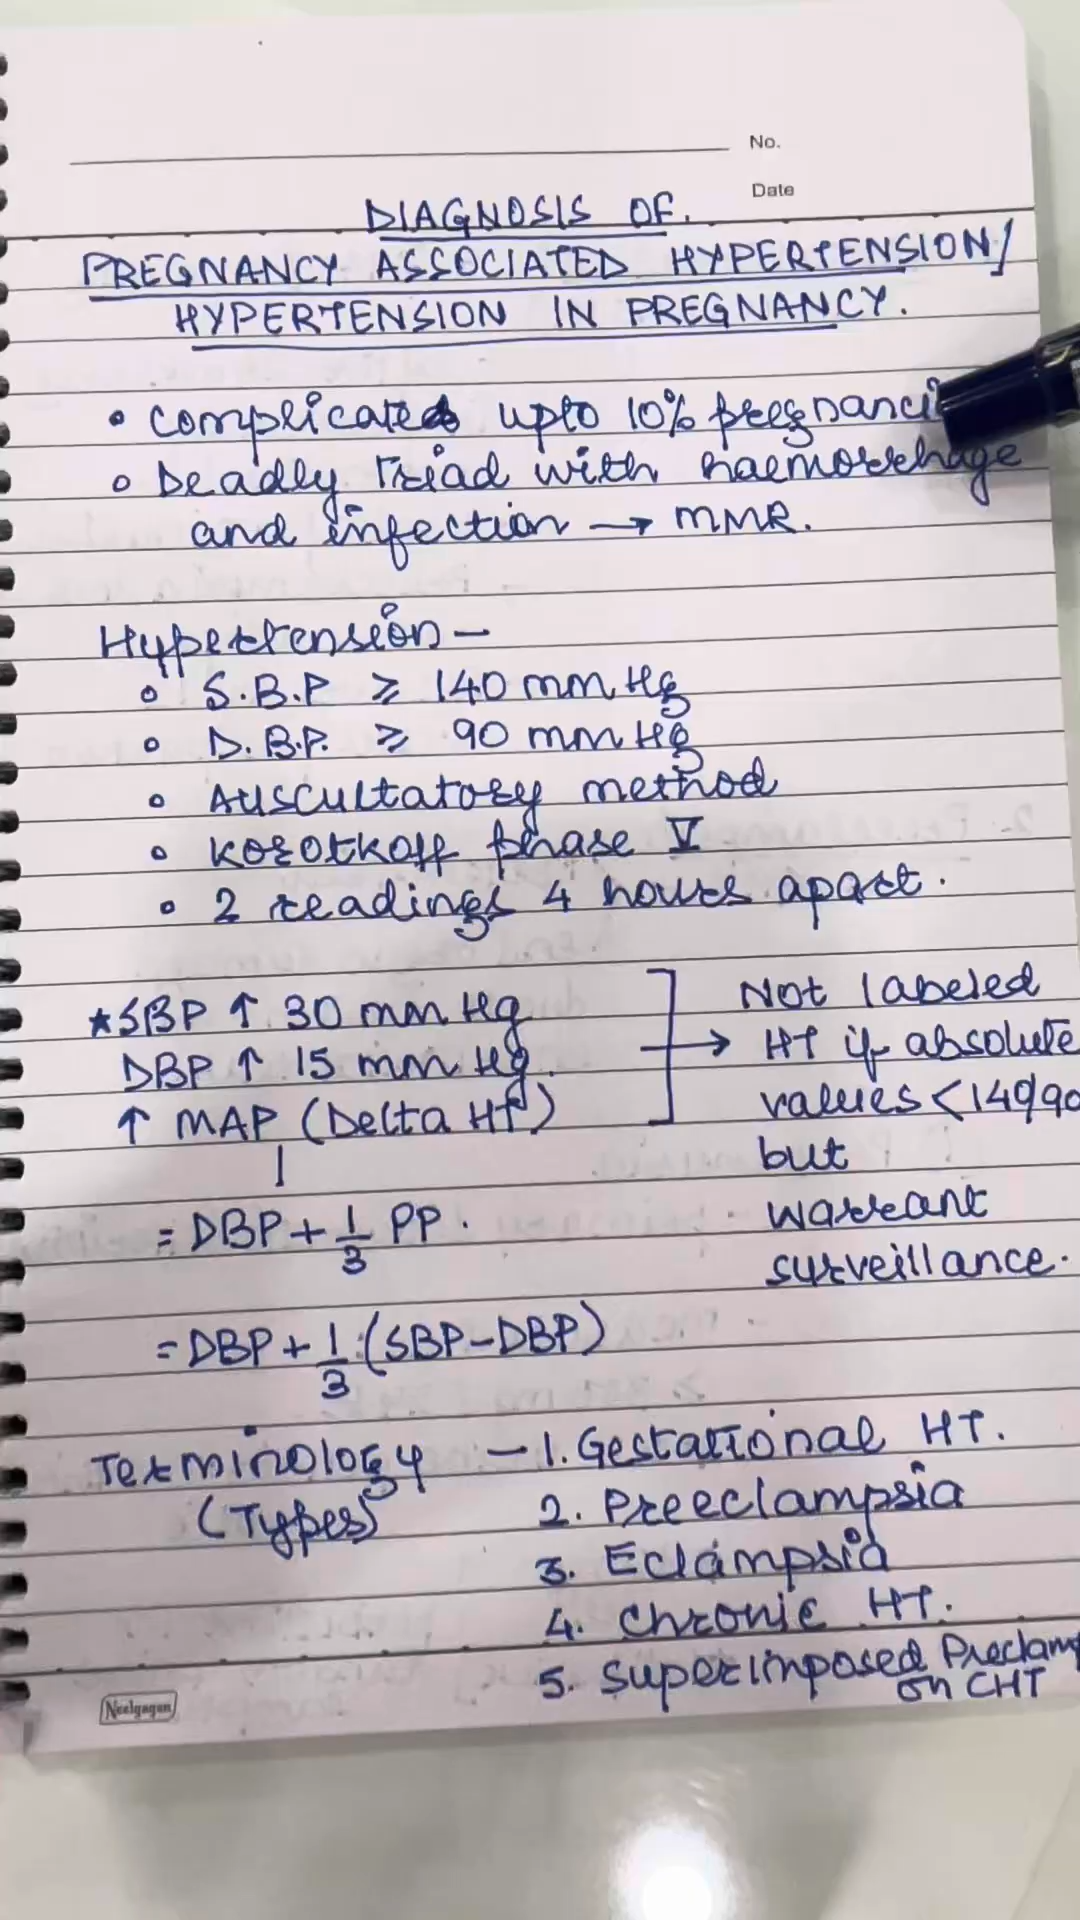 No.
Date
DIAGNOSIS OF.
PREGNANCY ASSOCIATED HYPERTENSION/
HYPERTENSION IN PREGNANCY.
• complicates upto 10% pregnanci
• Deadly Triad with haemorrhage
and infection → MMR.
Hypertension –
• S.B.P ≥ 140 mm Hg
• D.B.P. ≥ 90 mm Hg
• Auscultatory method
• Korotkoff phase V
• 2 readings 4 hours apart.
★SBP ↑ 30 mm Hg
DBP ↑ 15 mm Hg.
↑ MAP (Delta HT)
→ Not labeled
HT if absolute
values < 140/90
but
warrant
surveillance.
= DBP + 1/3 PP.
= DBP + 1/3 (SBP-DBP)
Terminology – 1. Gestational HT.
(Types) 2. Preeclampsia
3. Eclampsia
4. Chronic HT.
5. Superimposed Preclamp
on CHT
Neelgagan